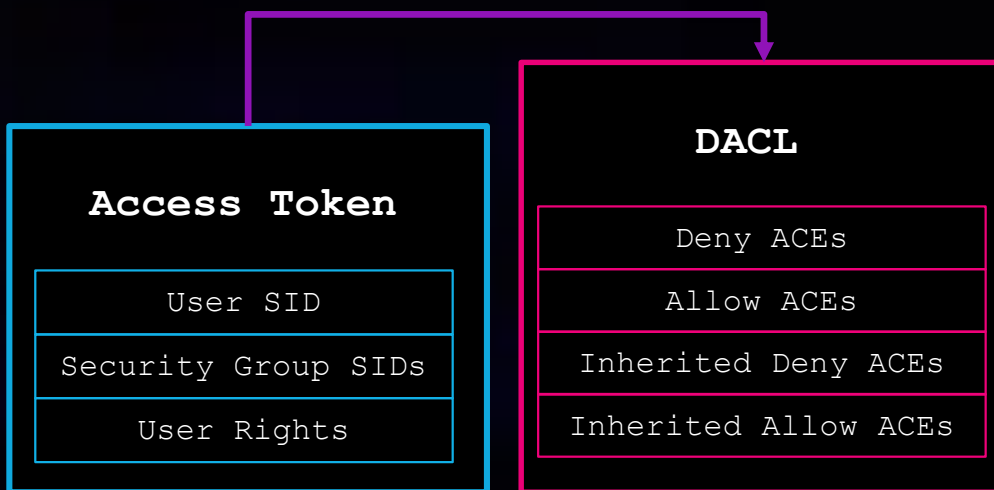 Access Token
User SID
Security Group SIDs
User Rights
DACL
Deny ACEs
Allow ACEs
Inherited Deny ACEs
Inherited Allow ACEs